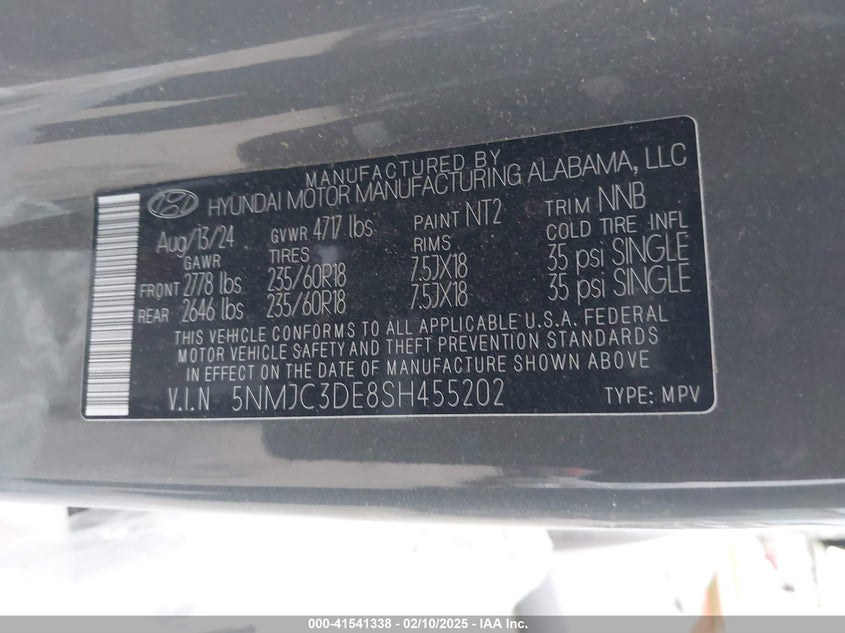 MANUFACTURED BY
HYUNDAI MOTOR MANUFACTURING ALABAMA, LLC
Aug/13/24 GVWR 4717 lbs PAINT NT2 TRIM NNB
GAWR TIRES RIMS COLD TIRE INFL
FRONT 2778 lbs 235/60R18 7.5JX18 35 psi SINGLE
REAR 2646 lbs 235/60R18 7.5JX18 35 psi SINGLE
THIS VEHICLE CONFORMS TO ALL APPLICABLE U.S.A. FEDERAL
MOTOR VEHICLE SAFETY AND THEFT PREVENTION STANDARDS
IN EFFECT ON THE DATE OF MANUFACTURE SHOWN ABOVE
V.I.N 5NMJC3DE8SH455202 TYPE: MPV
000-41541338 - 02/10/2025 - IAA Inc.